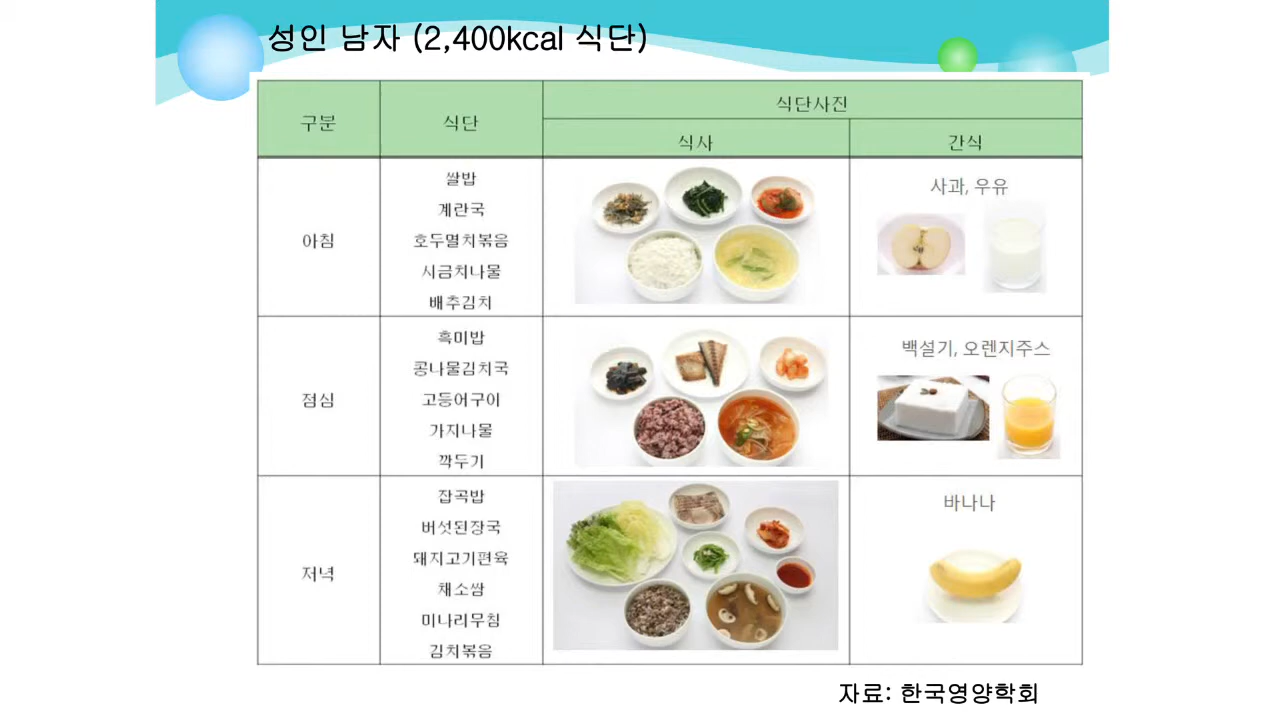 성인 남자 (2,400kcal 식단)
구분
식단
식단사진
식사
간식
아침
쌀밥
계란국
호두멸치볶음
시금치나물
배추김치
사과, 우유
점심
흑미밥
콩나물김치국
고등어구이
가지나물
깍두기
백설기, 오렌지주스
저녁
잡곡밥
버섯된장국
돼지고기편육
채소쌈
미나리무침
김치볶음
바나나
자료: 한국영양학회